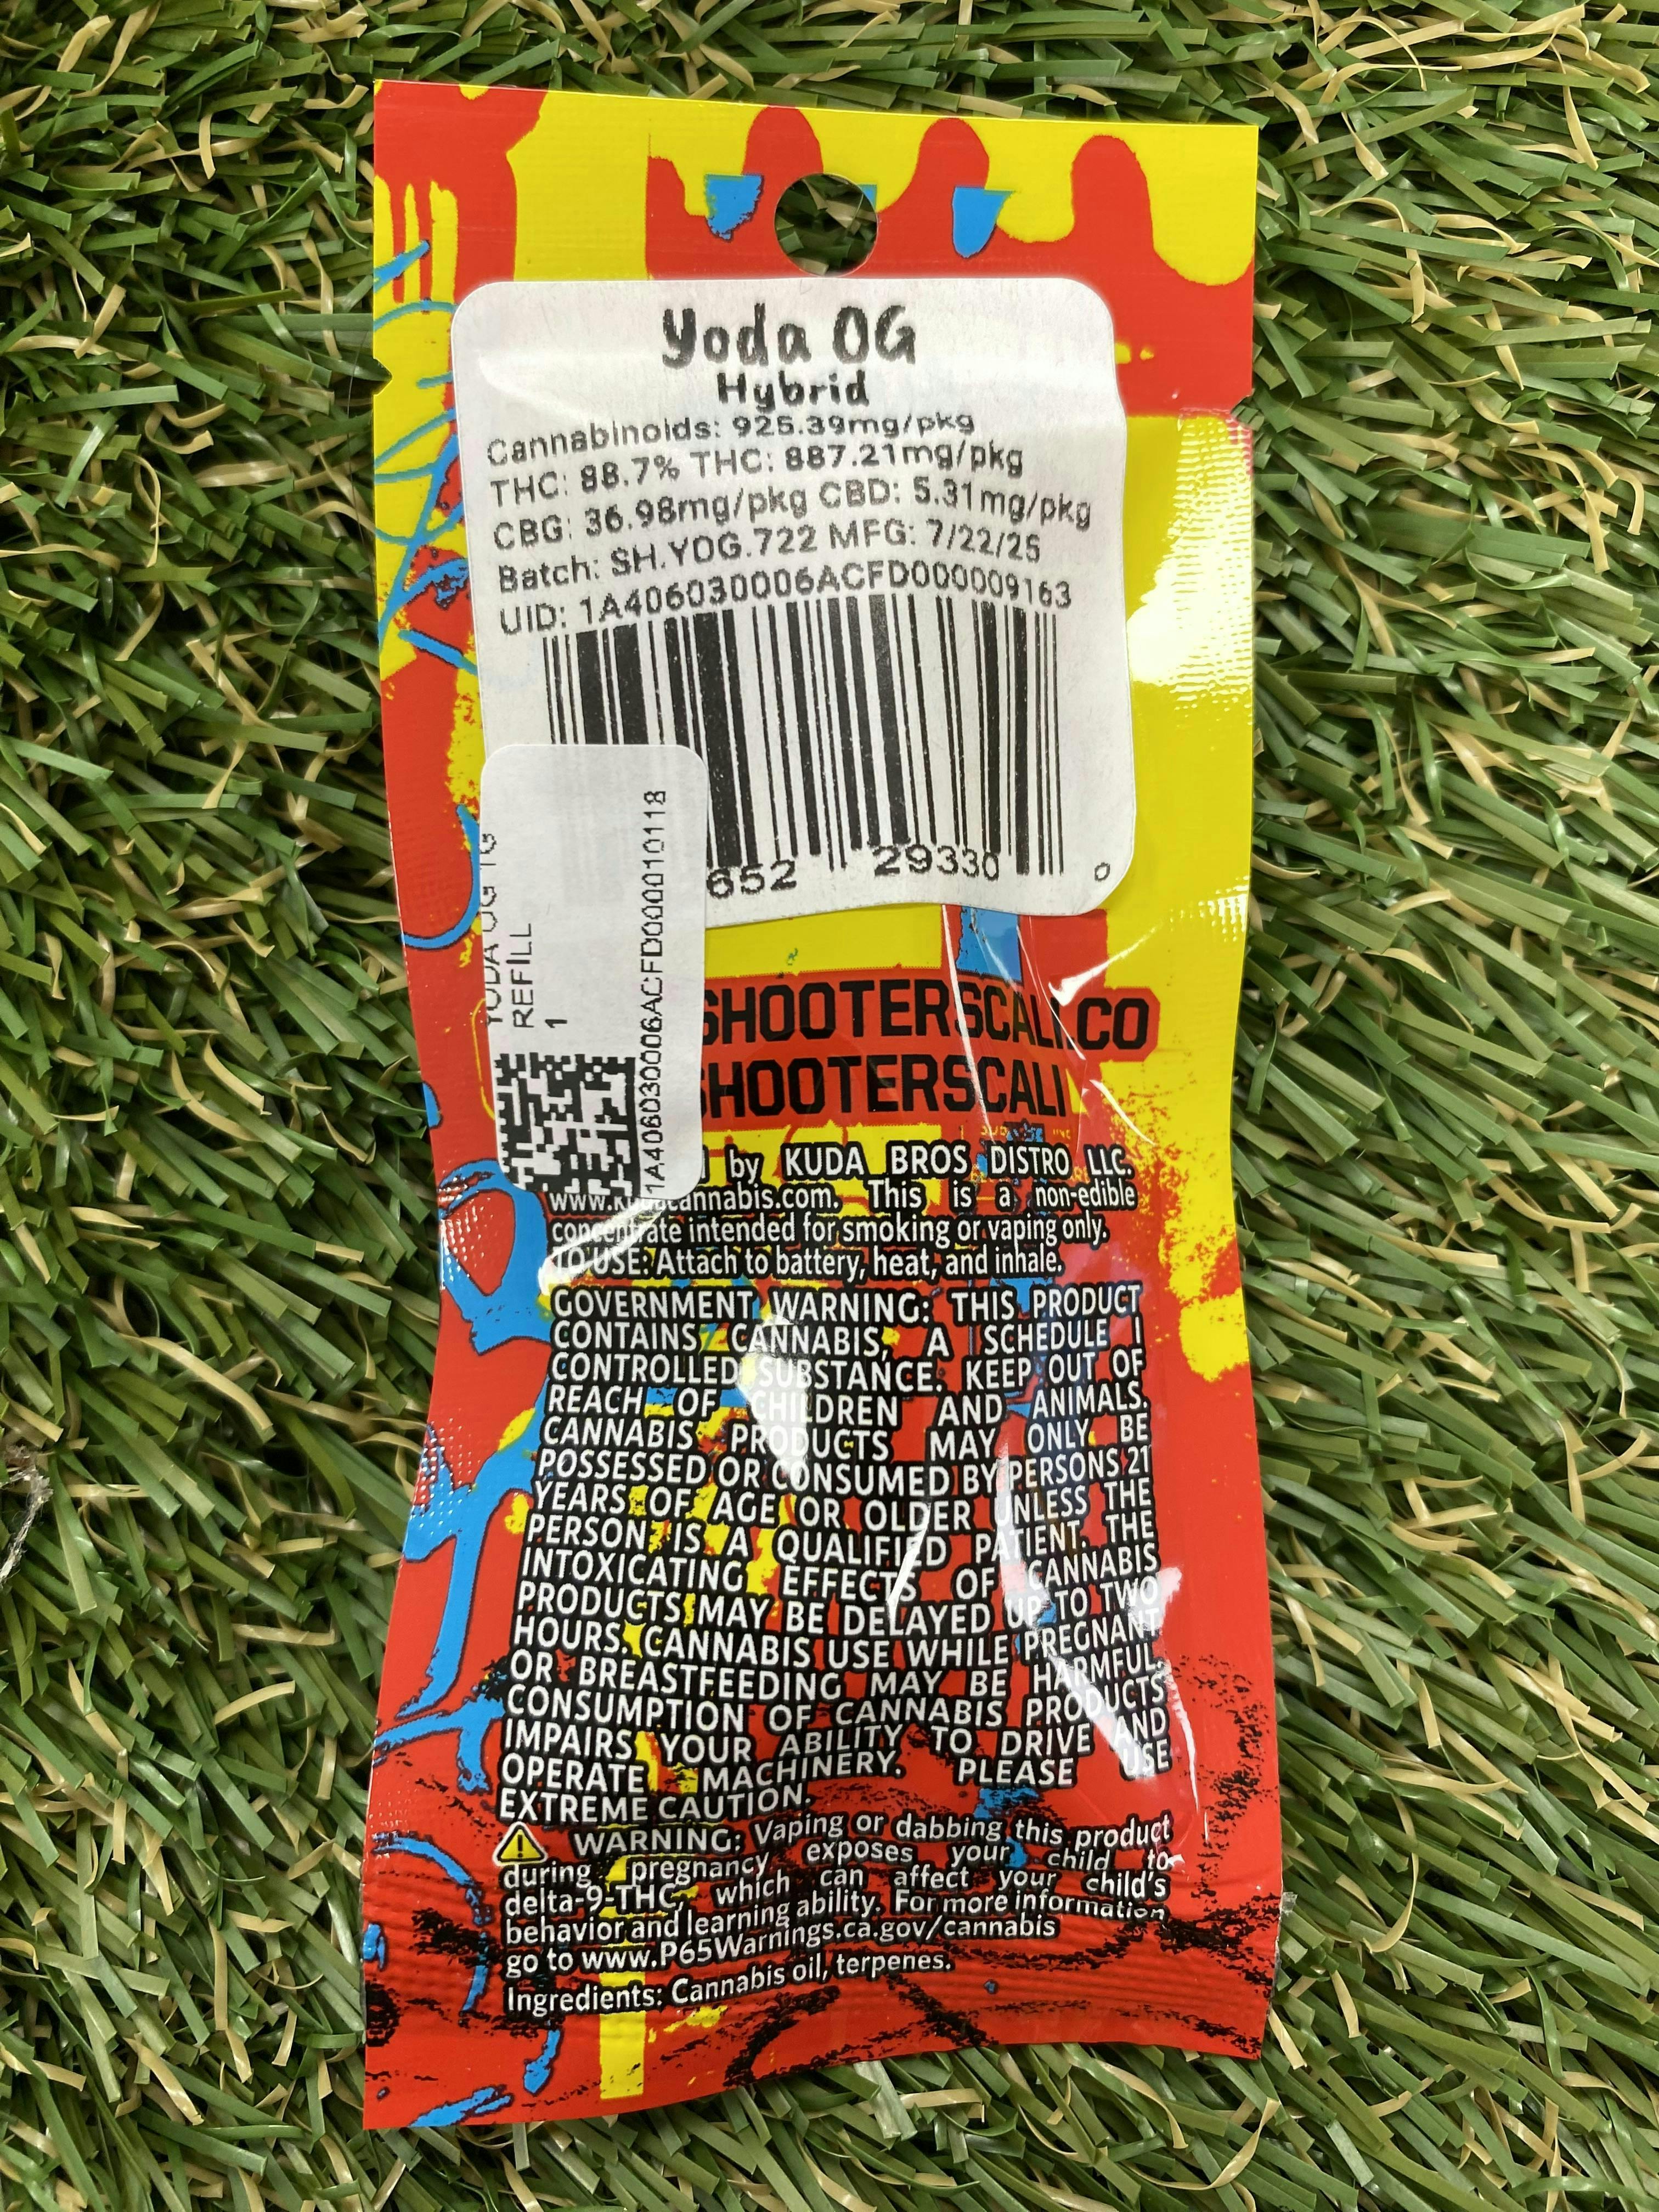 Yoda OG
Hybrid
Cannabinoids: 925.39mg/pkg
THC: 88.7% THC: 887.21mg/pkg
CBG: 36.98mg/pkg CBD: 5.31mg/pkg
Batch: SH.YOG.722 MFG: 7/22/25
UID: 1A406030006ACFD000009163
652 29330 0
YODA OG 1G
REFILL
1
1A406030006ACFD000010118
SHOOTERSCALI.CO
SHOOTERSCALI
by KUDA BROS DISTRO LLC.
www.kudacannabis.com. This is a non-edible
concentrate intended for smoking or vaping only.
TO USE: Attach to battery, heat, and inhale.
GOVERNMENT WARNING: THIS PRODUCT
CONTAINS CANNABIS, A SCHEDULE I
CONTROLLED SUBSTANCE. KEEP OUT OF
REACH OF CHILDREN AND ANIMALS.
CANNABIS PRODUCTS MAY ONLY BE
POSSESSED OR CONSUMED BY PERSONS 21
YEARS OF AGE OR OLDER UNLESS THE
PERSON IS A QUALIFIED PATIENT. THE
INTOXICATING EFFECTS OF CANNABIS
PRODUCTS MAY BE DELAYED UP TO TWO
HOURS. CANNABIS USE WHILE PREGNANT
OR BREASTFEEDING MAY BE HARMFUL.
CONSUMPTION OF CANNABIS PRODUCTS
IMPAIRS YOUR ABILITY TO DRIVE AND
OPERATE MACHINERY. PLEASE USE
EXTREME CAUTION.
WARNING: Vaping or dabbing this product
during pregnancy exposes your child to
delta-9-THC, which can affect your child's
behavior and learning ability. For more information
go to www.P65Warnings.ca.gov/cannabis
Ingredients: Cannabis oil, terpenes.